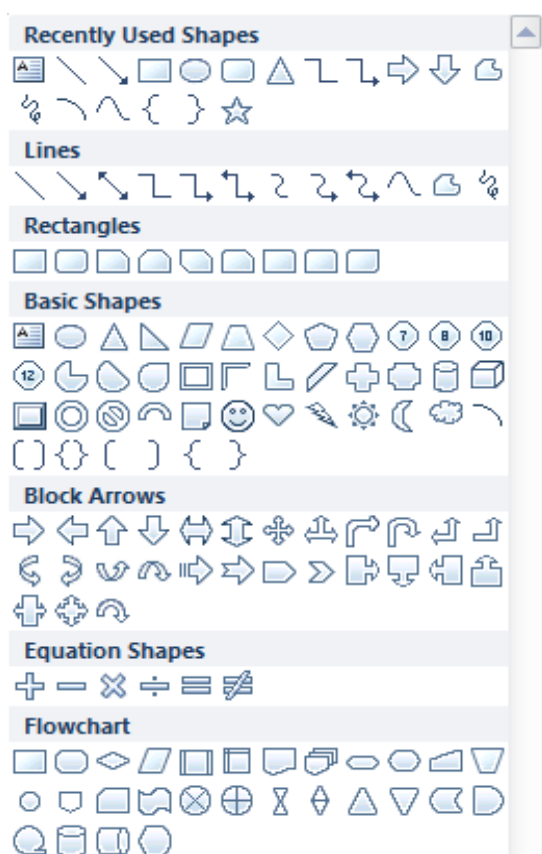 Recently Used Shapes
A
Lines
Rectangles
Basic Shapes
A 7 8 10
12
Block Arrows
Equation Shapes
Flowchart